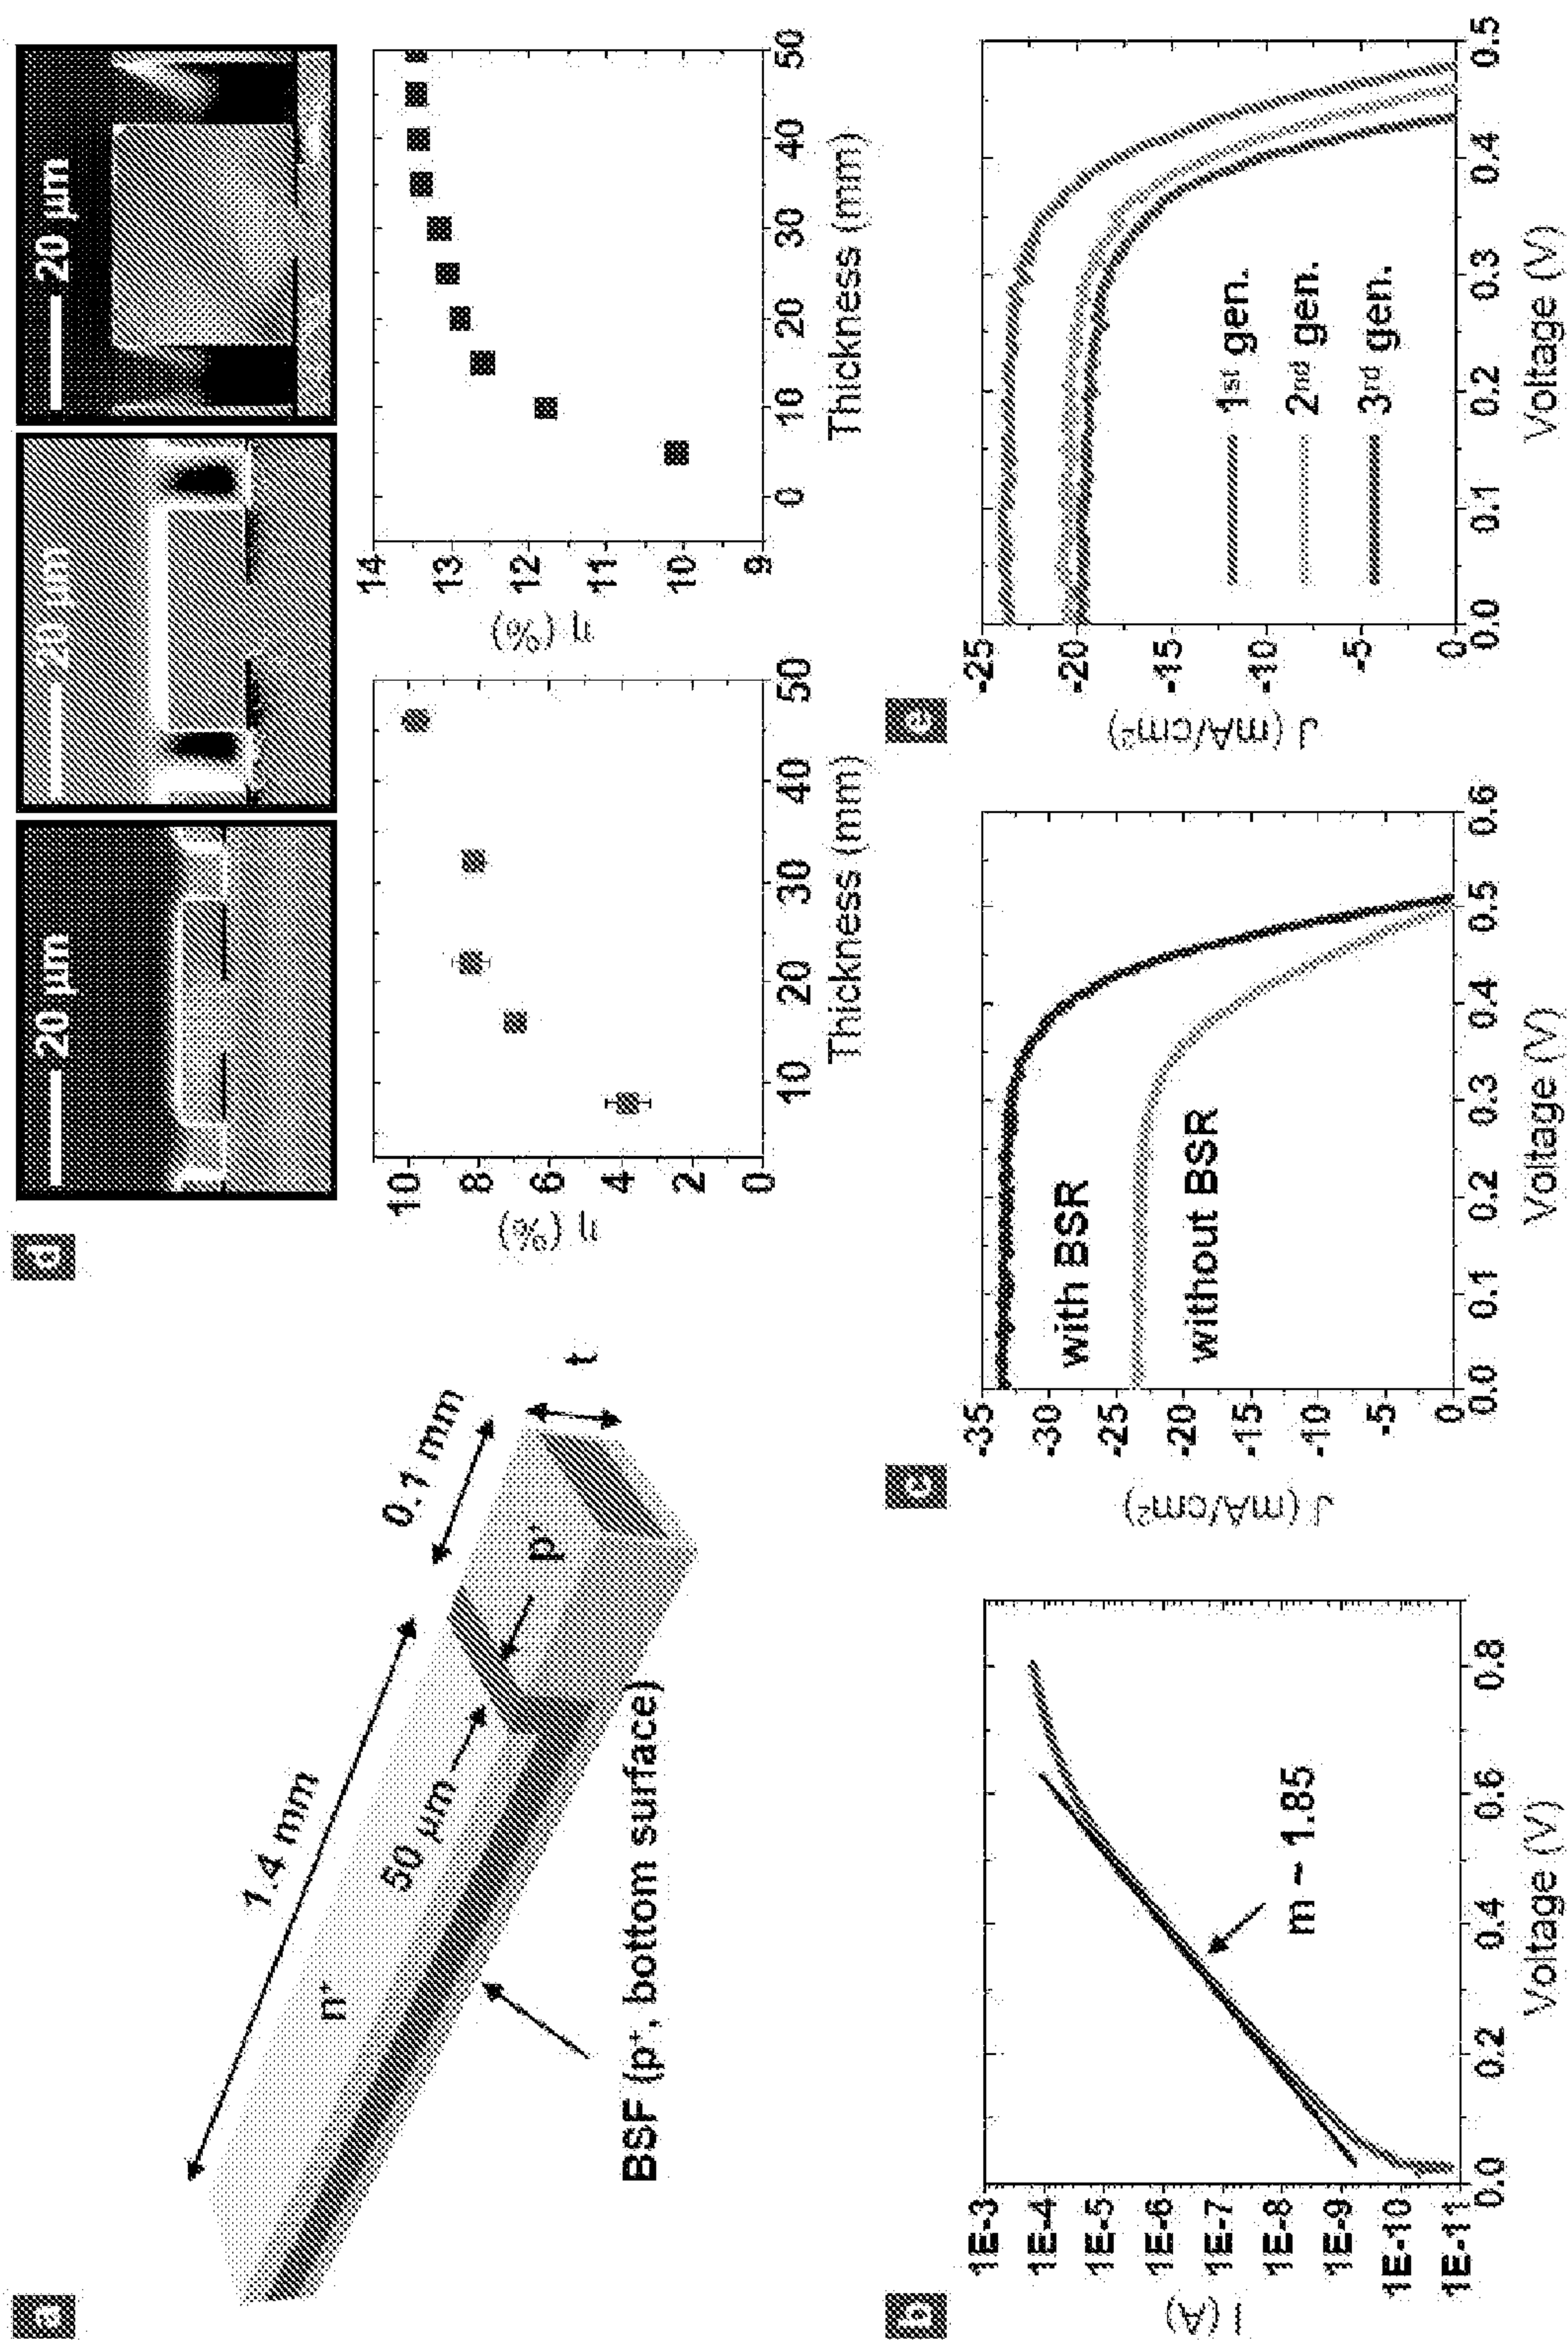 a
1.4 mm
0.1 mm
n⁺
p⁺
t
50 µm
BSF (p⁺, bottom surface)
d
20 µm
20 µm
20 µm
η (%)
10
8
6
4
2
0
10
20
30
40
50
Thickness (mm)
η (%)
14
13
12
11
10
9
0
10
20
30
40
50
Thickness (mm)
b
I (A)
1E-3
1E-4
1E-5
1E-6
1E-7
1E-8
1E-9
1E-10
1E-11
m ~ 1.85
0.0
0.2
0.4
0.6
0.8
Voltage (V)
c
J (mA/cm²)
-35
-30
-25
-20
-15
-10
-5
0
with BSR
without BSR
0.0
0.1
0.2
0.3
0.4
0.5
0.6
Voltage (V)
e
J (mA/cm²)
-25
-20
-15
-10
-5
0
1st gen.
2nd gen.
3rd gen.
0.0
0.1
0.2
0.3
0.4
0.5
Voltage (V)